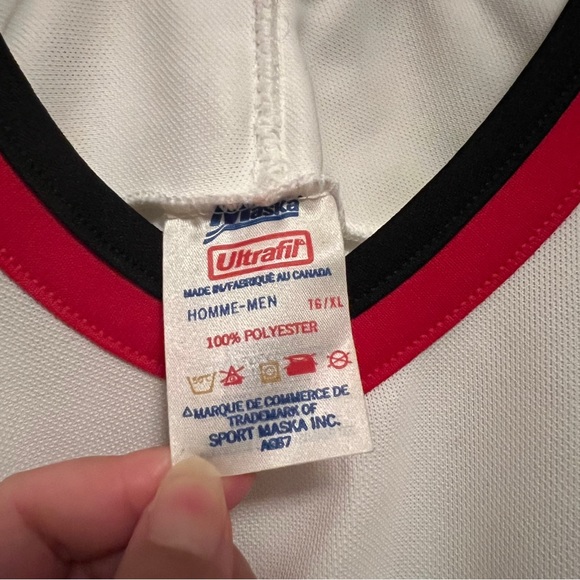 Maska
Ultrafil
MADE IN/FABRIQUÉ AU CANADA
HOMME-MEN TG/XL
100% POLYESTER
50°C
△MARQUE DE COMMERCE DE
TRADEMARK OF
SPORT MASKA INC.